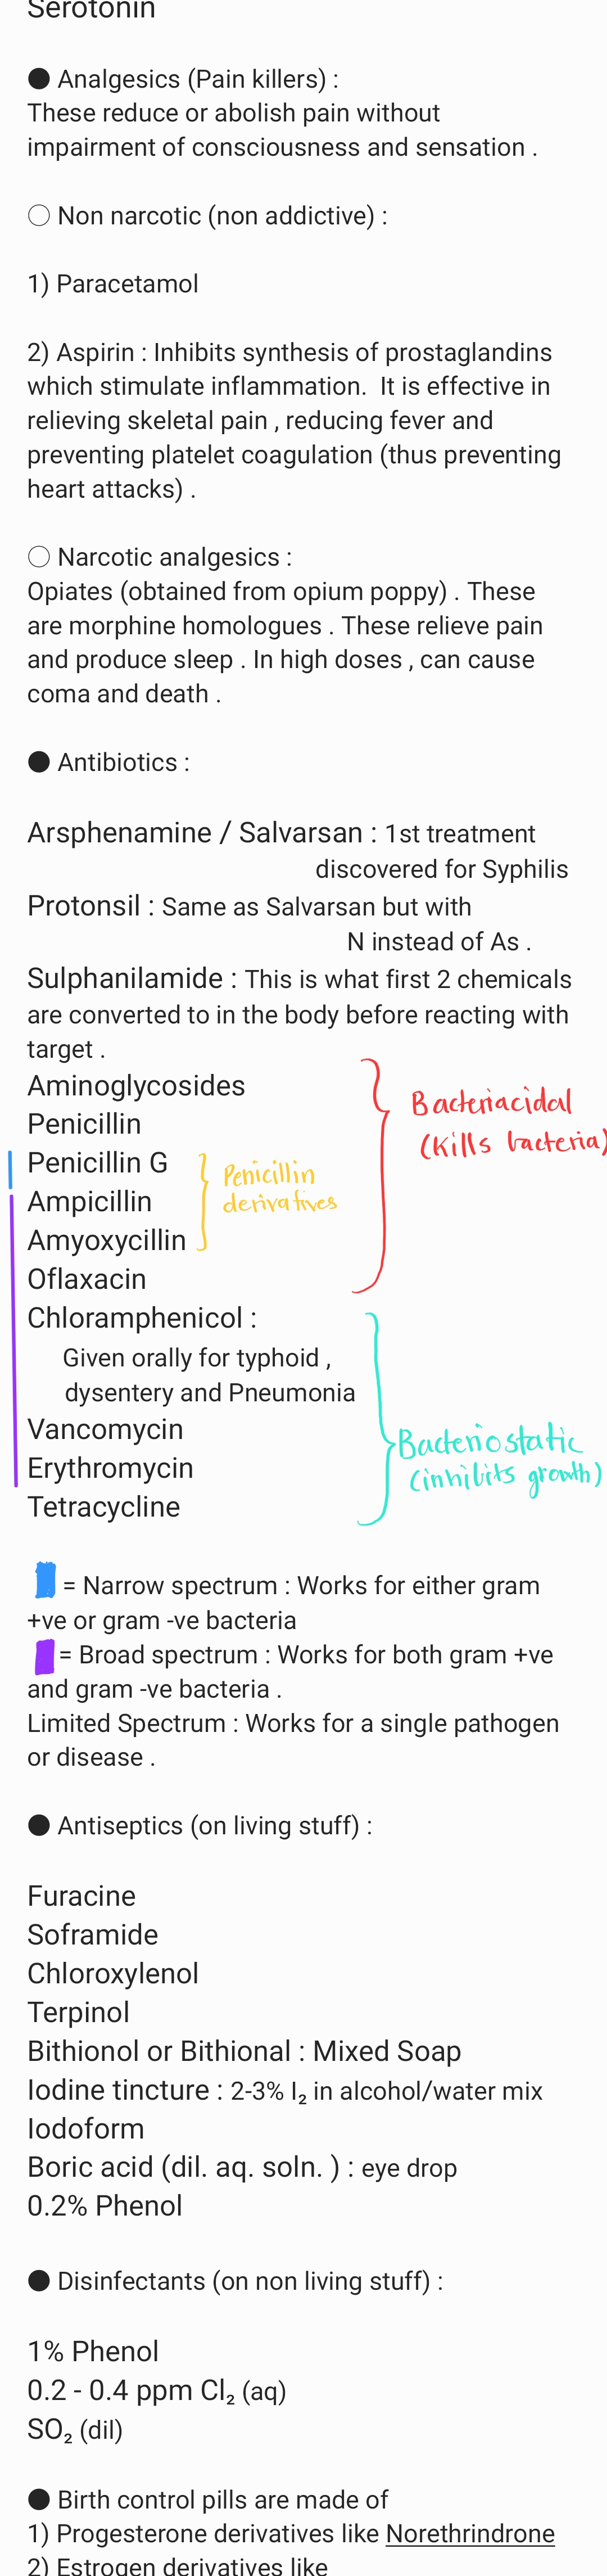 Serotonin
● Analgesics (Pain killers) :
These reduce or abolish pain without
impairment of consciousness and sensation .
○ Non narcotic (non addictive) :
1) Paracetamol
2) Aspirin : Inhibits synthesis of prostaglandins
which stimulate inflammation.  It is effective in
relieving skeletal pain , reducing fever and
preventing platelet coagulation (thus preventing
heart attacks) .
○ Narcotic analgesics :
Opiates (obtained from opium poppy) . These
are morphine homologues . These relieve pain
and produce sleep . In high doses , can cause
coma and death .
● Antibiotics :
Arsphenamine / Salvarsan : 1st treatment
discovered for Syphilis
Protonsil : Same as Salvarsan but with
N instead of As .
Sulphanilamide : This is what first 2 chemicals
are converted to in the body before reacting with
target .
Aminoglycosides
Penicillin
Penicillin G
Ampicillin
Amyoxycillin
Oflaxacin
Bacteriacidal
(kills bacteria)
Penicillin
derivatives
Chloramphenicol :
Given orally for typhoid ,
dysentery and Pneumonia
Vancomycin
Erythromycin
Tetracycline
Bacteriostatic
(inhibits growth)
= Narrow spectrum : Works for either gram
+ve or gram -ve bacteria
= Broad spectrum : Works for both gram +ve
and gram -ve bacteria .
Limited Spectrum : Works for a single pathogen
or disease .
● Antiseptics (on living stuff) :
Furacine
Soframide
Chloroxylenol
Terpinol
Bithionol or Bithional : Mixed Soap
Iodine tincture : 2-3% I₂ in alcohol/water mix
Iodoform
Boric acid (dil. aq. soln. ) : eye drop
0.2% Phenol
● Disinfectants (on non living stuff) :
1% Phenol
0.2 - 0.4 ppm Cl₂ (aq)
SO₂ (dil)
● Birth control pills are made of
1) Progesterone derivatives like Norethrindrone
2) Estrogen derivatives like